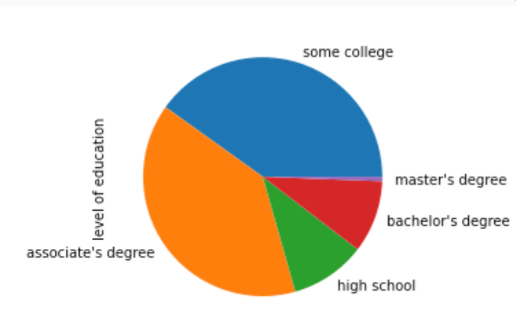 some college
level of education
master's degree
bachelor's degree
associate's degree
high school